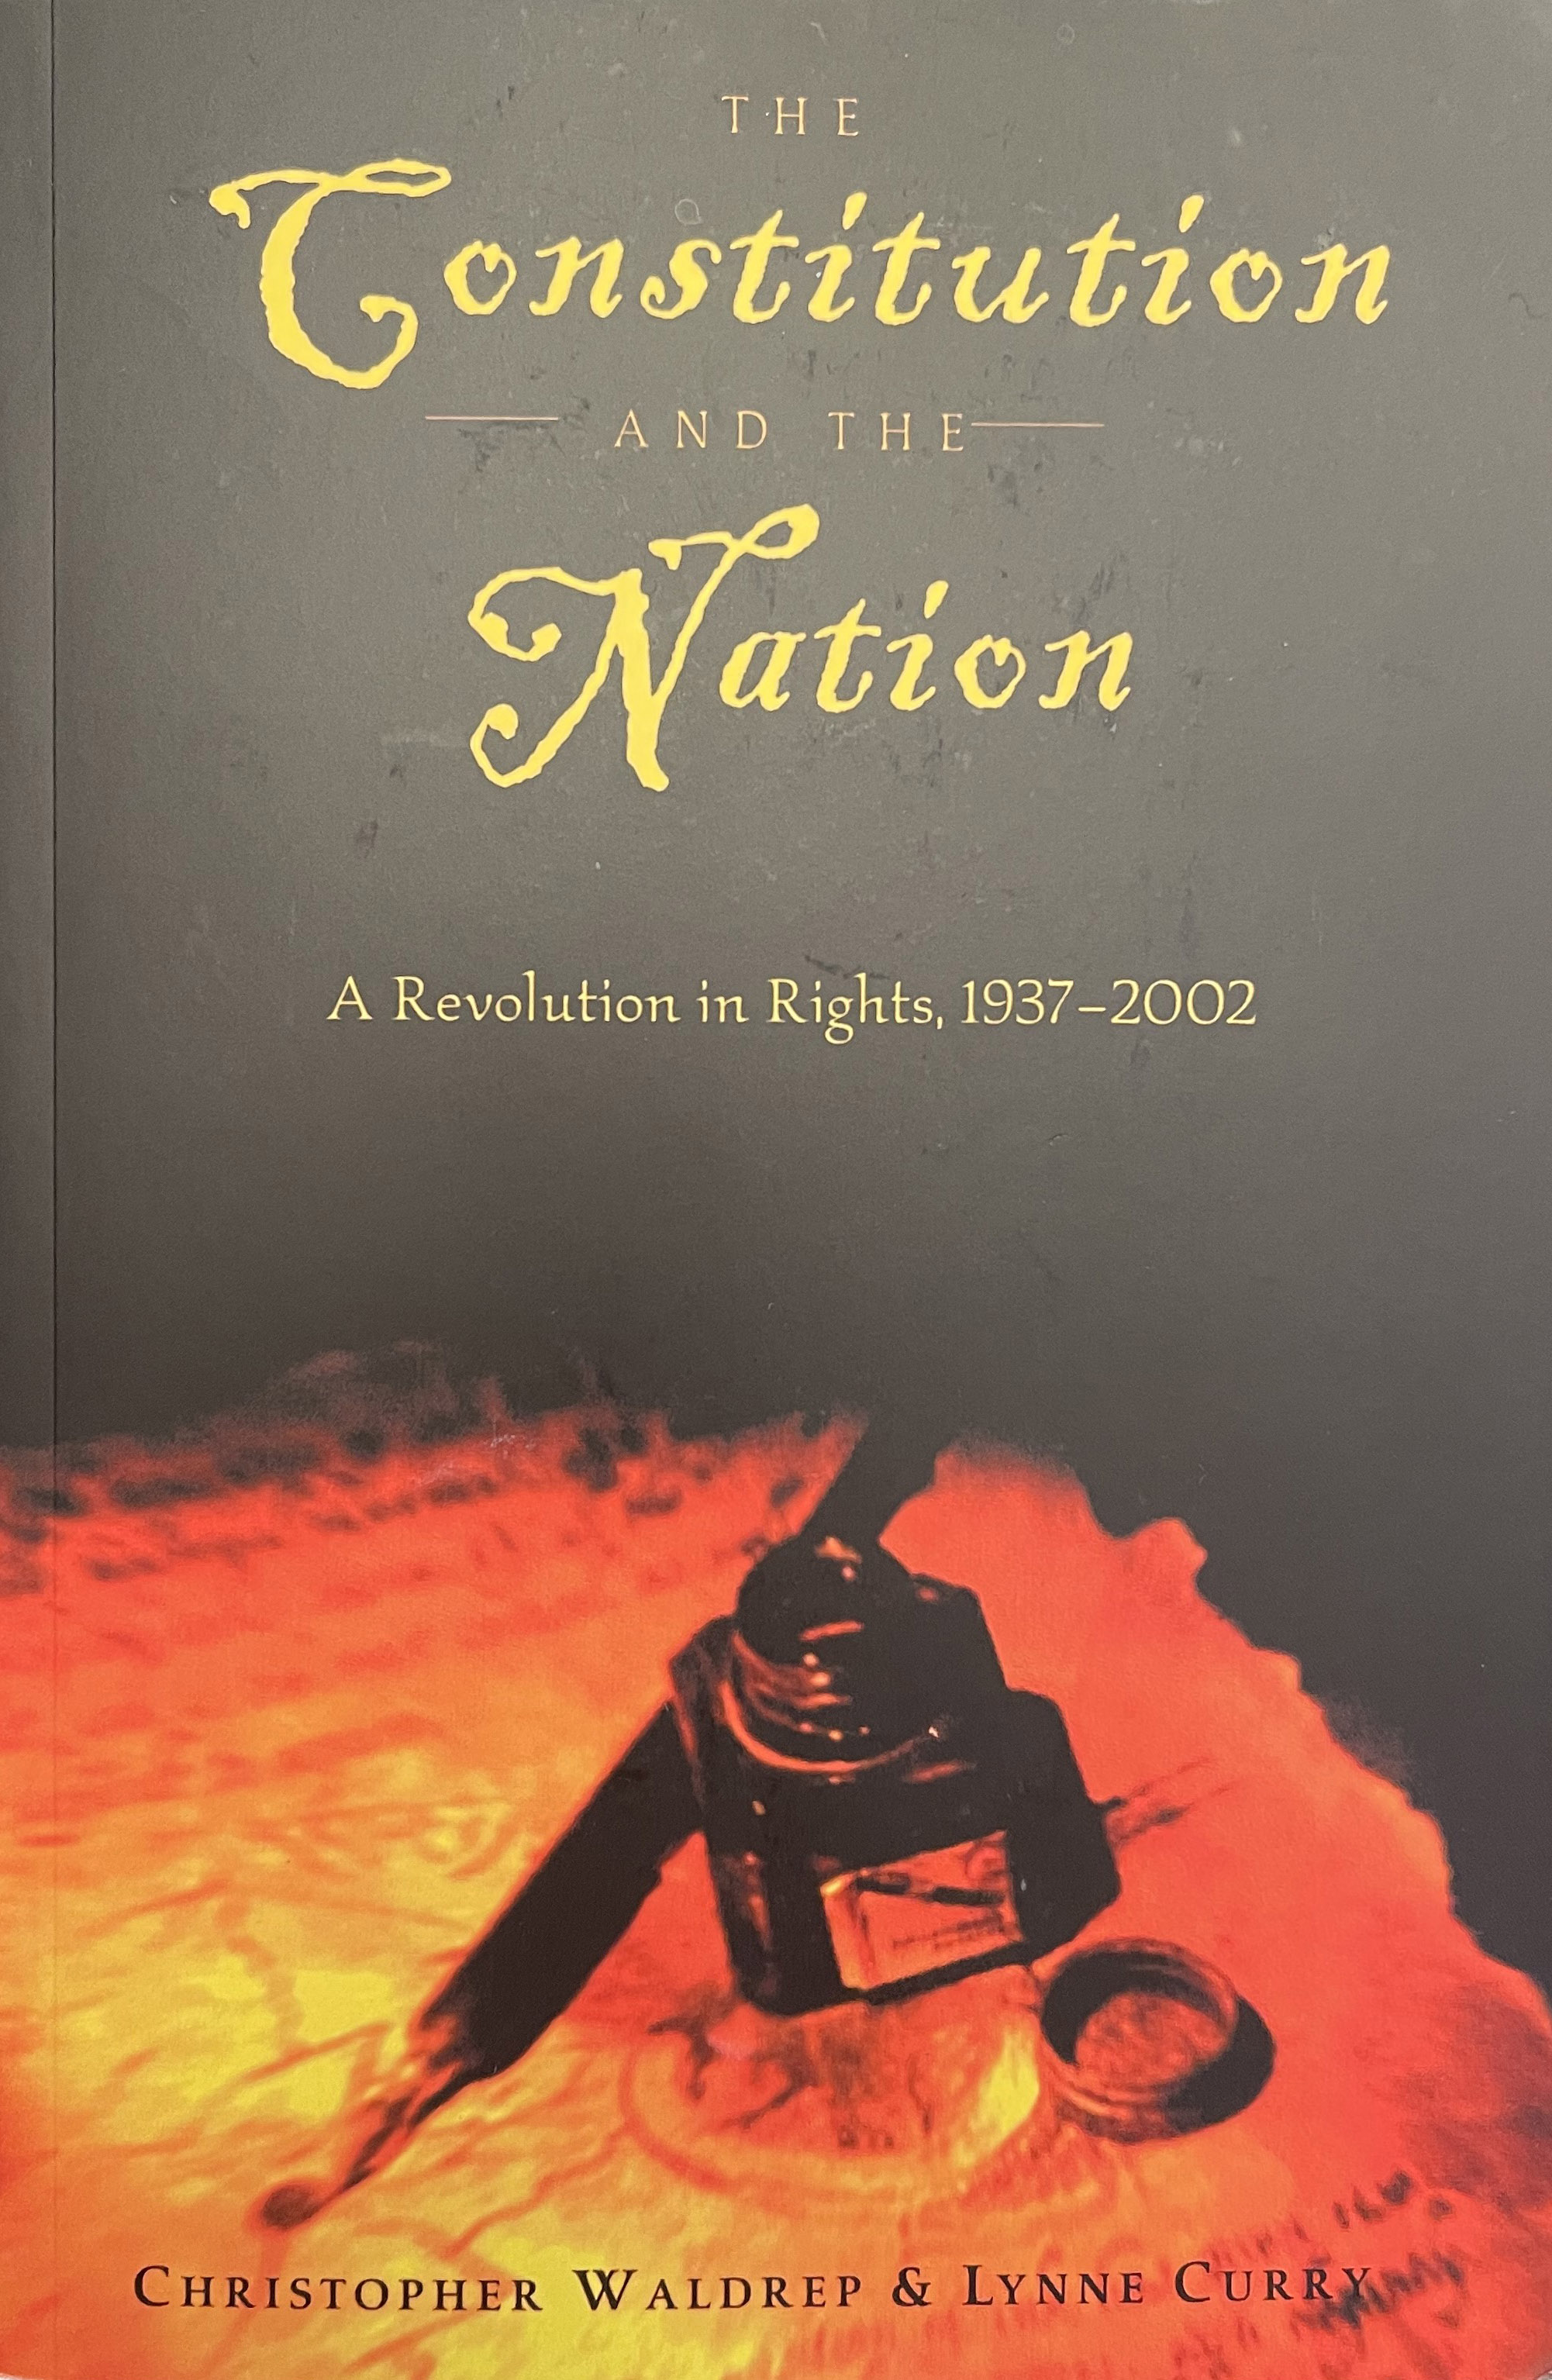 THE
Constitution
AND THE
Nation
A Revolution in Rights, 1937–2002
CHRISTOPHER WALDREP & LYNNE CURRY